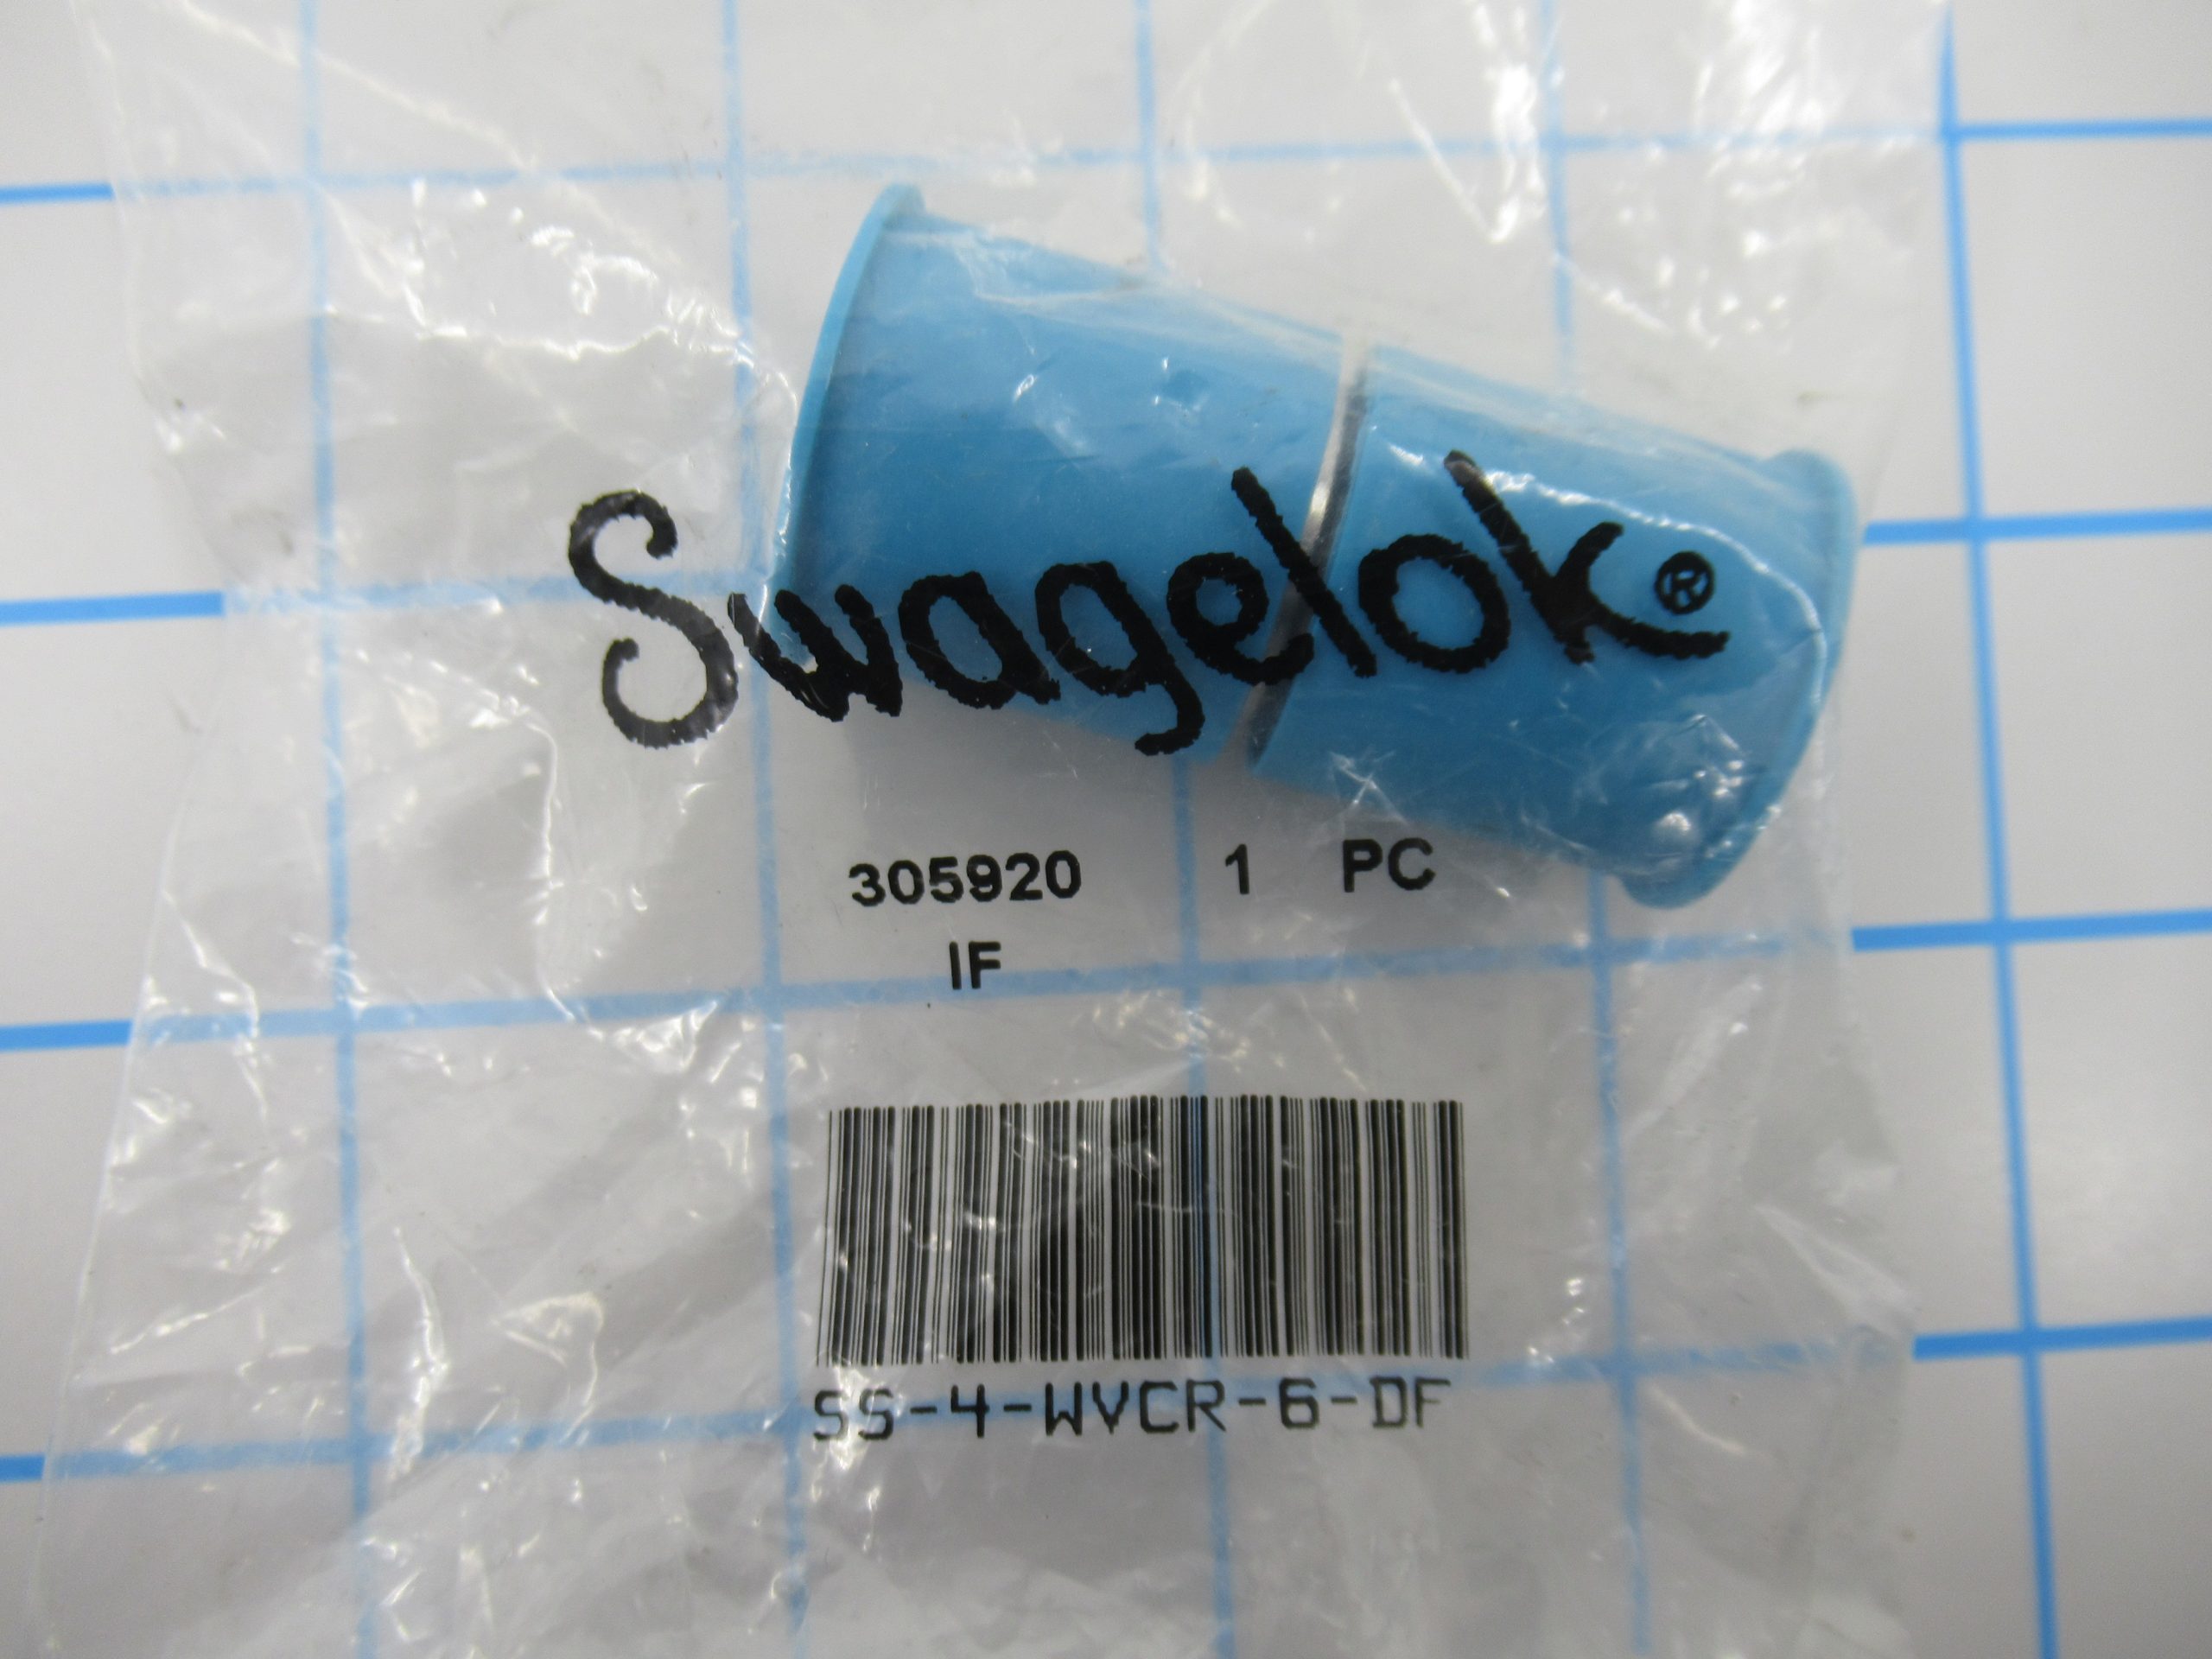 Swagelok®
305920 1 PC
IF
SS-4-WVCR-6-DF